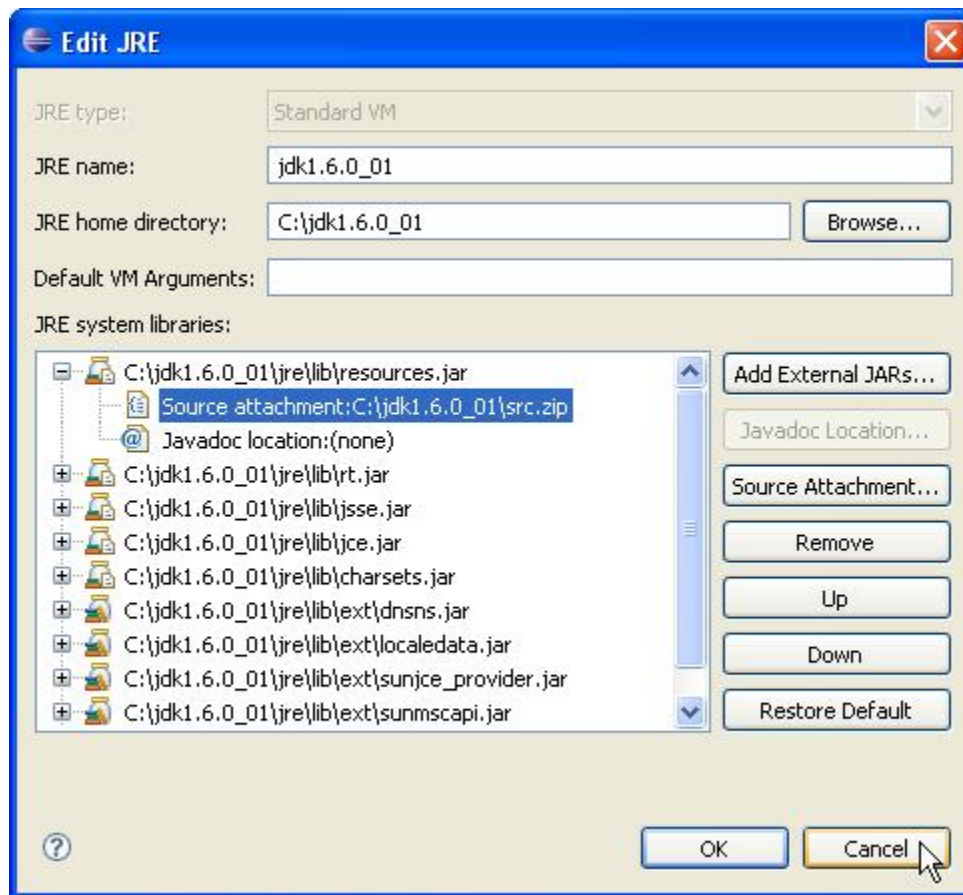 Edit JRE
JRE type: Standard VM
JRE name: jdk1.6.0_01
JRE home directory: C:\jdk1.6.0_01 Browse...
Default VM Arguments:
JRE system libraries:
C:\jdk1.6.0_01\jre\lib\resources.jar
Source attachment:C:\jdk1.6.0_01\src.zip
Javadoc location:(none)
C:\jdk1.6.0_01\jre\lib\rt.jar
C:\jdk1.6.0_01\jre\lib\jsse.jar
C:\jdk1.6.0_01\jre\lib\jce.jar
C:\jdk1.6.0_01\jre\lib\charsets.jar
C:\jdk1.6.0_01\jre\lib\ext\dnsns.jar
C:\jdk1.6.0_01\jre\lib\ext\localedata.jar
C:\jdk1.6.0_01\jre\lib\ext\sunjce_provider.jar
C:\jdk1.6.0_01\jre\lib\ext\sunmscapi.jar
Add External JARs...
Javadoc Location...
Source Attachment...
Remove
Up
Down
Restore Default
OK Cancel